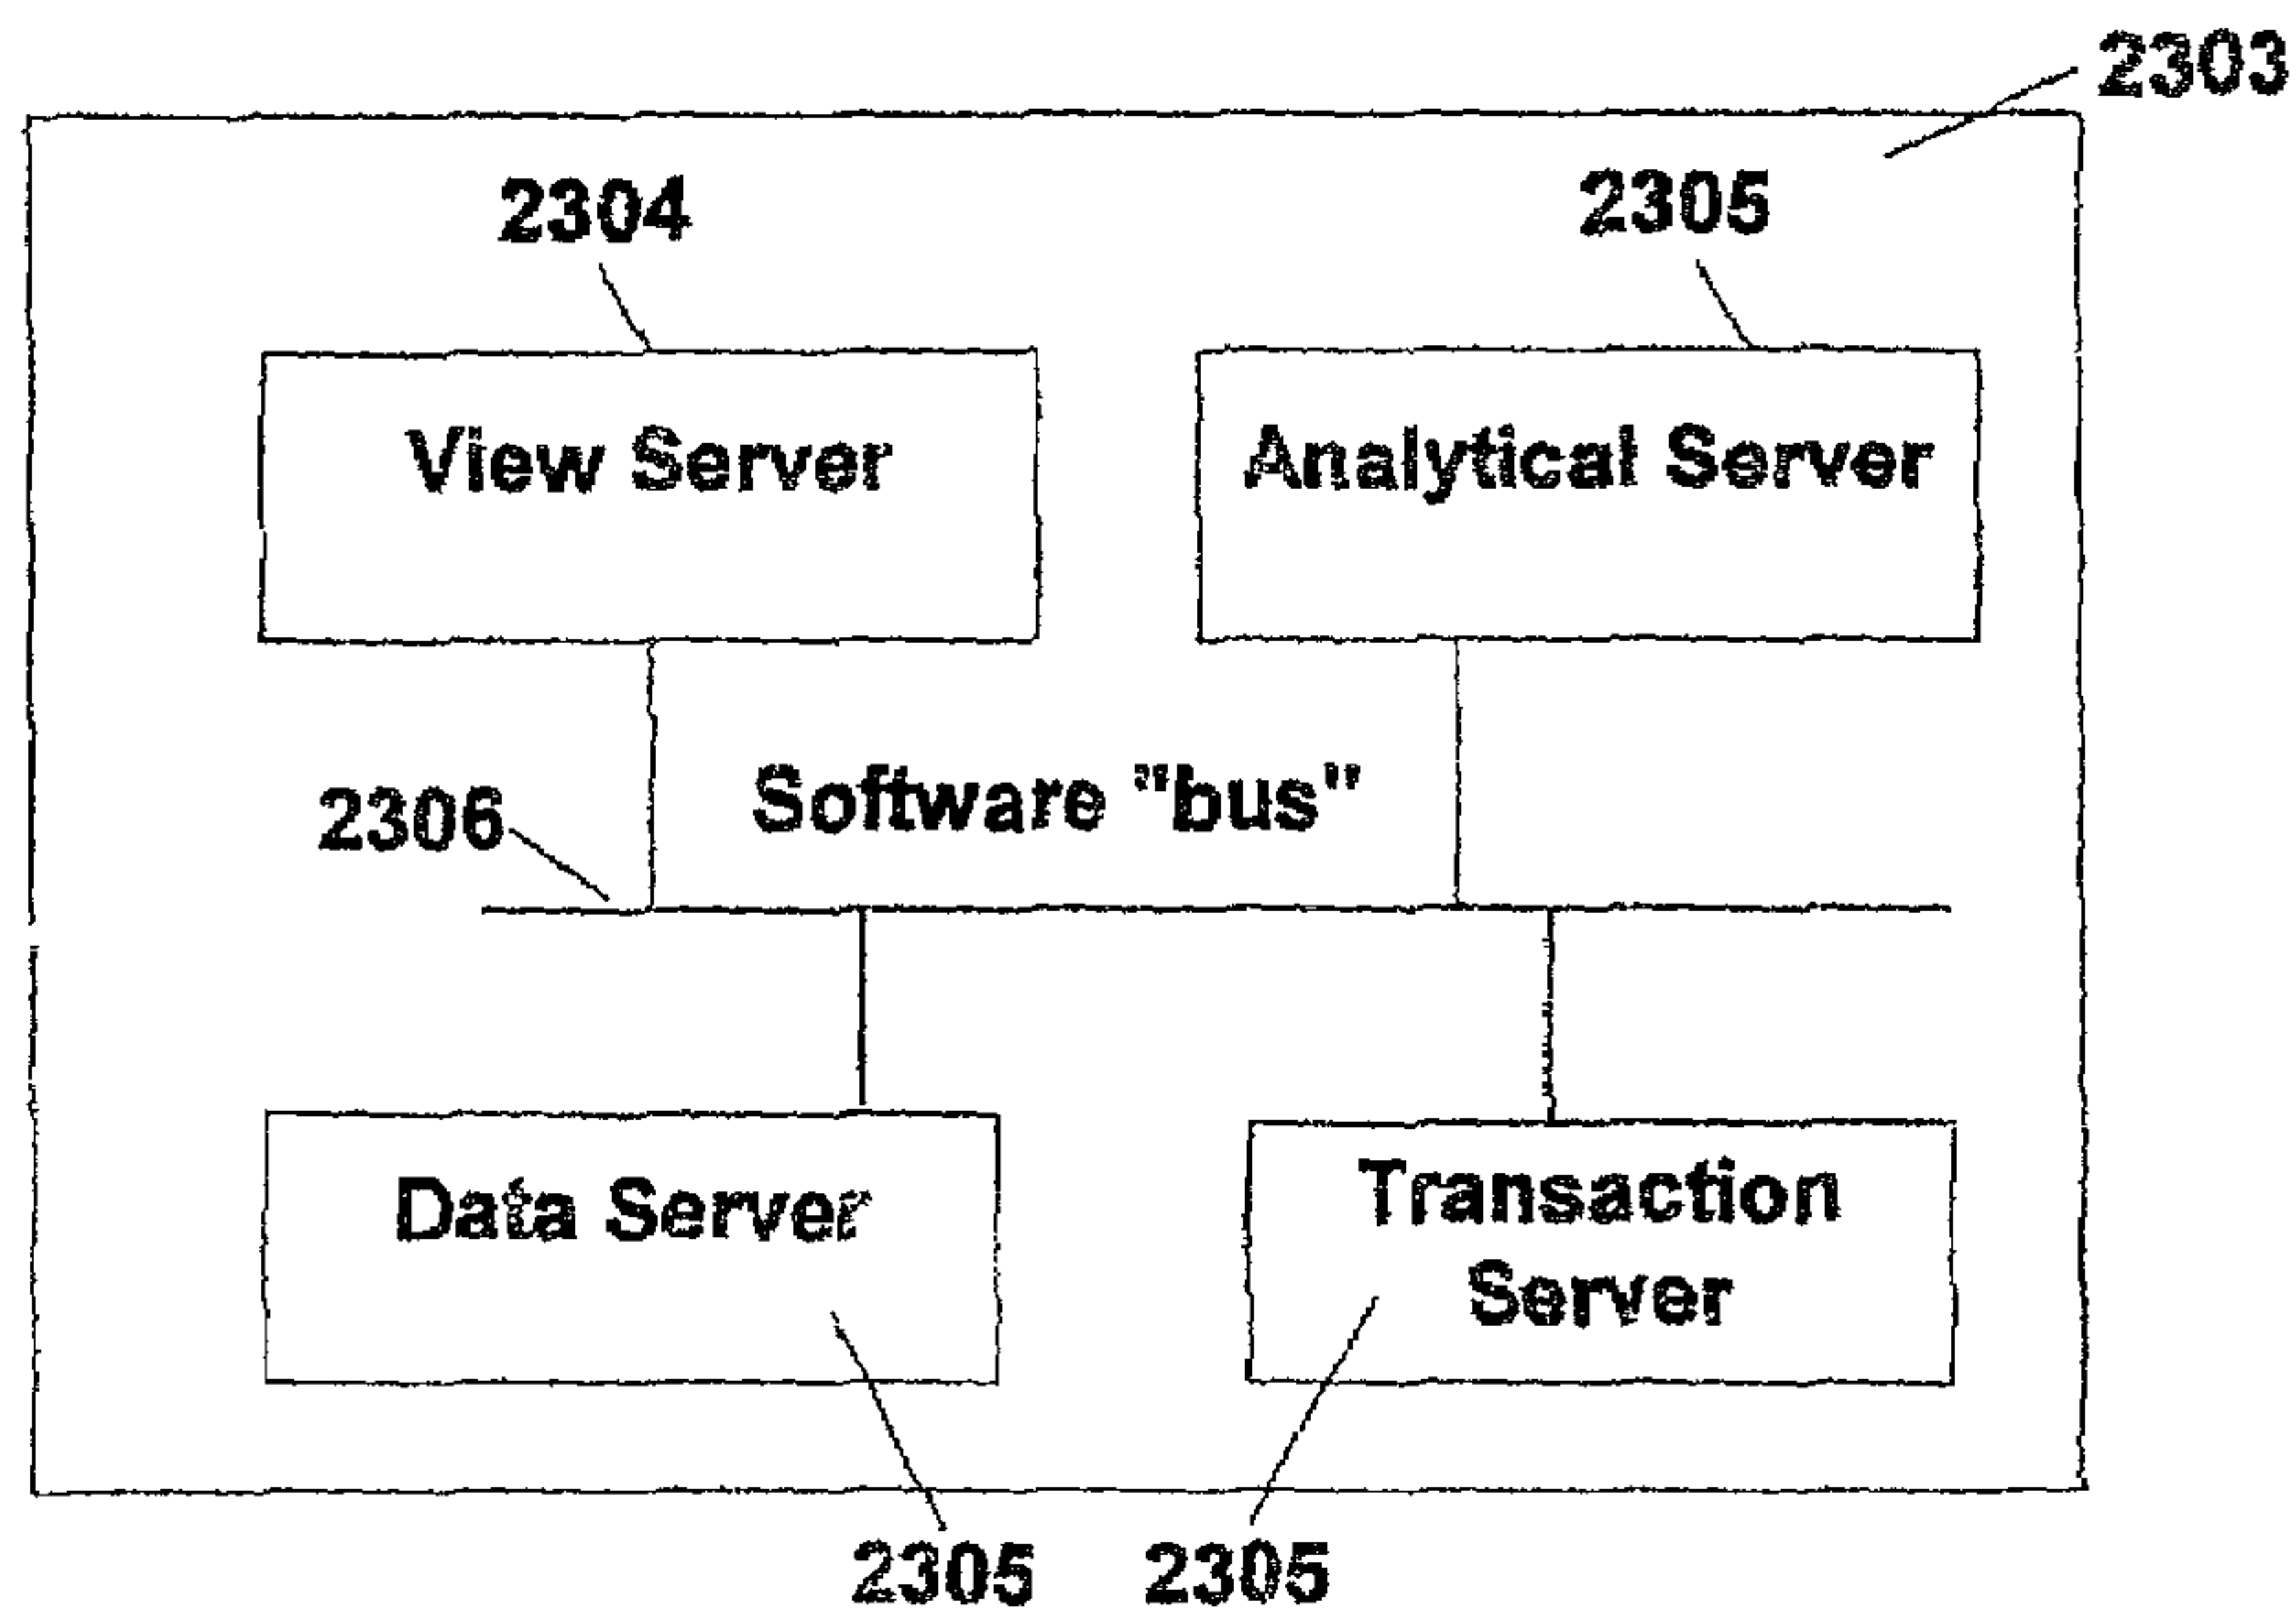 2303
2304
2305
View Server
Analytical Server
Software "bus"
2306
Data Server
Transaction
Server
2305
2305